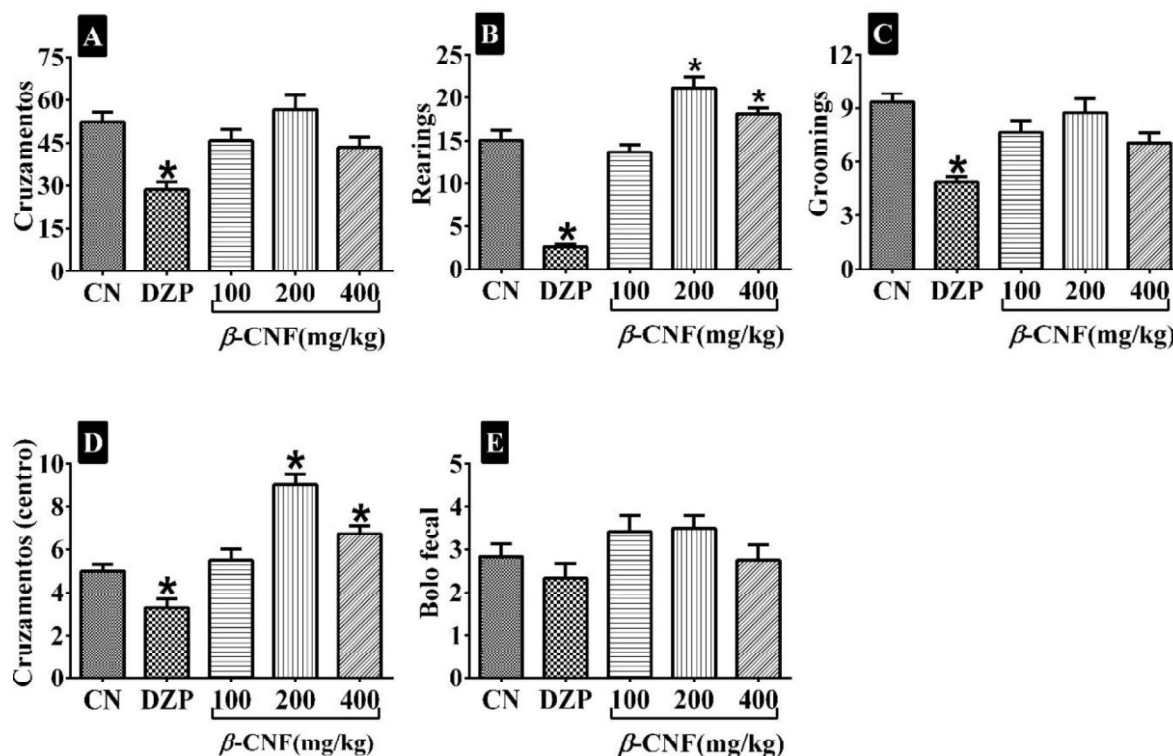 A
Cruzamentos
75
60
45
30
15
0
*
CN DZP 100 200 400
β-CNF(mg/kg)
B
Rearings
25
20
15
10
5
0
*
*
*
CN DZP 100 200 400
β-CNF(mg/kg)
C
Groomings
12
9
6
3
0
*
CN DZP 100 200 400
β-CNF(mg/kg)
D
Cruzamentos (centro)
10
8
6
4
2
0
*
*
*
CN DZP 100 200 400
β-CNF(mg/kg)
E
Bolo fecal
5
4
3
2
1
0
CN DZP 100 200 400
β-CNF(mg/kg)